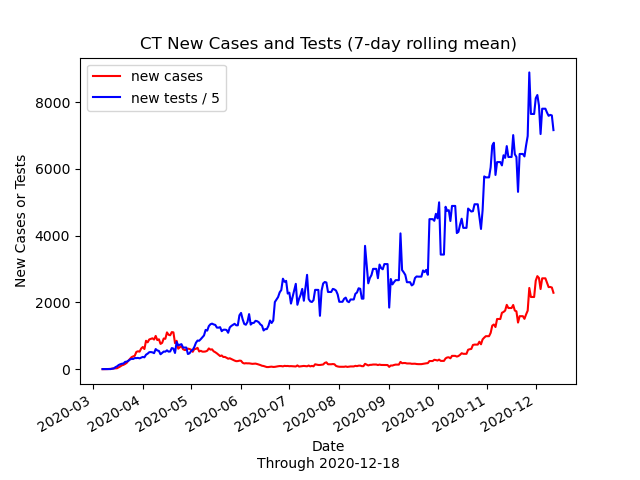 CT New Cases and Tests (7-day rolling mean)
new cases
new tests / 5
New Cases or Tests
8000
6000
4000
2000
0
2020-03
2020-04
2020-05
2020-06
2020-07
2020-08
2020-09
2020-10
2020-11
2020-12
Date
Through 2020-12-18